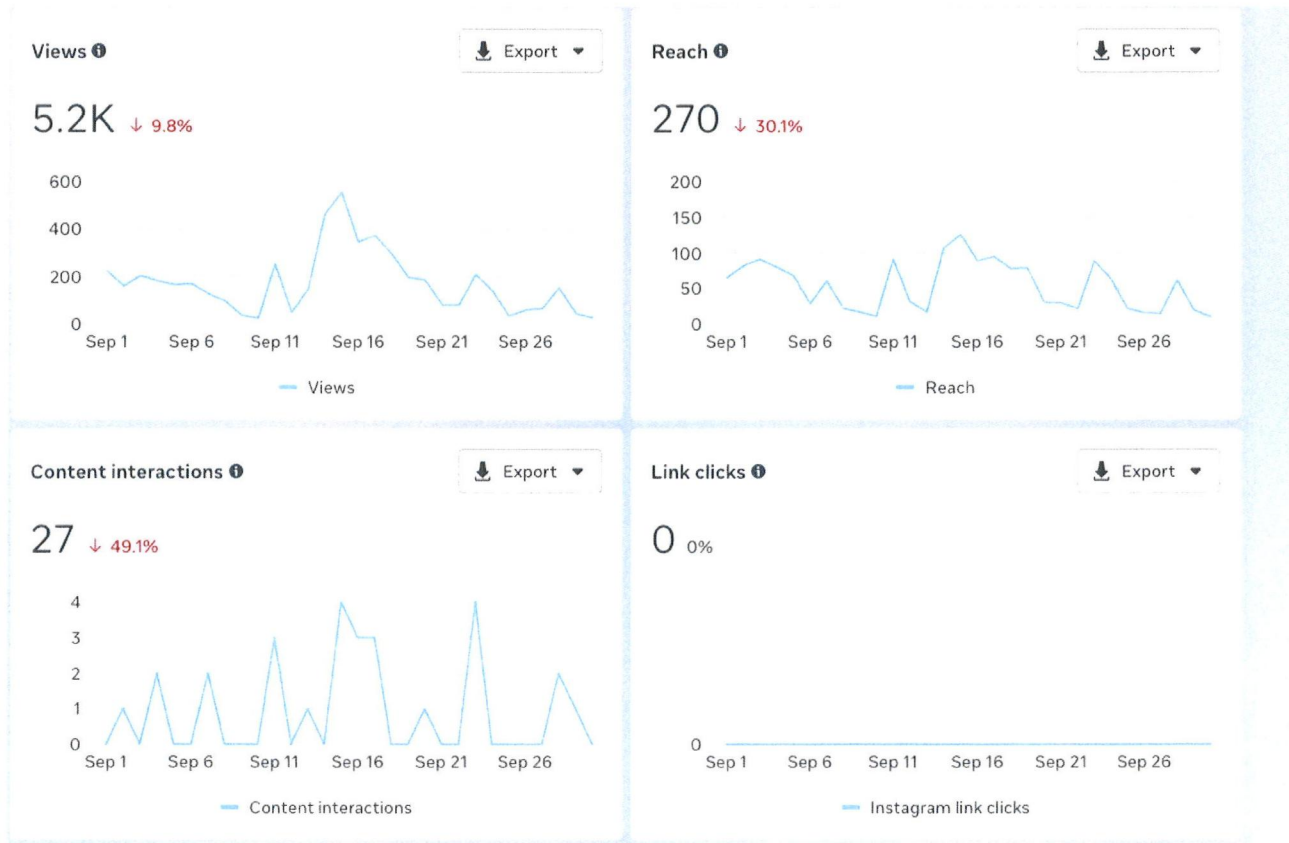 Views
Export
5.2K ↓ 9.8%
600
400
200
0
Sep 1 Sep 6 Sep 11 Sep 16 Sep 21 Sep 26
Views
Reach
Export
270 ↓ 30.1%
200
150
100
50
0
Sep 1 Sep 6 Sep 11 Sep 16 Sep 21 Sep 26
Reach
Content interactions
Export
27 ↓ 49.1%
4
3
2
1
0
Sep 1 Sep 6 Sep 11 Sep 16 Sep 21 Sep 26
Content interactions
Link clicks
Export
0 0%
0
Sep 1 Sep 6 Sep 11 Sep 16 Sep 21 Sep 26
Instagram link clicks